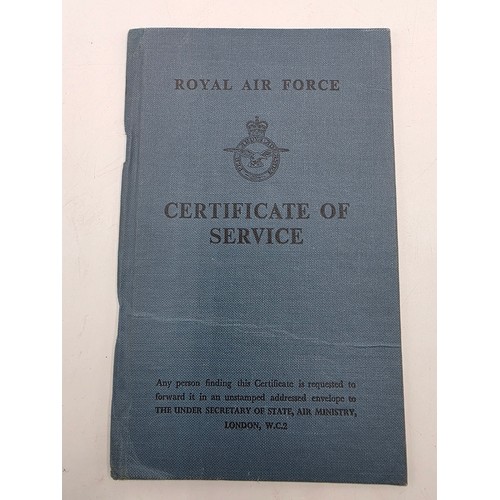 ROYAL AIR FORCE
CERTIFICATE OF
SERVICE
Any person finding this Certificate is requested to
forward it in an unstamped addressed envelope to
THE UNDER SECRETARY OF STATE, AIR MINISTRY,
LONDON, W.C.2